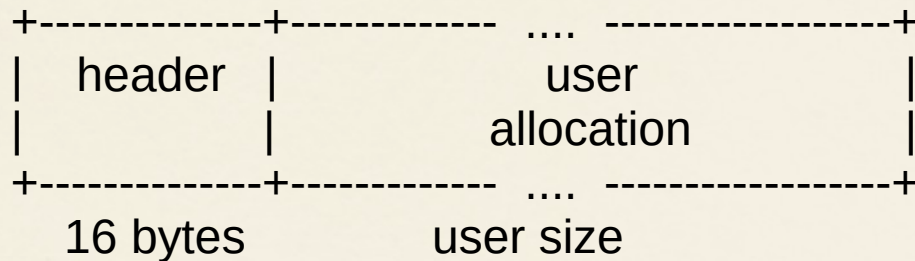 +--------------+------------- .... -----------------+
|   header   |                  user                  |
|                  |              allocation              |
+--------------+------------- .... -----------------+
16 bytes            user size